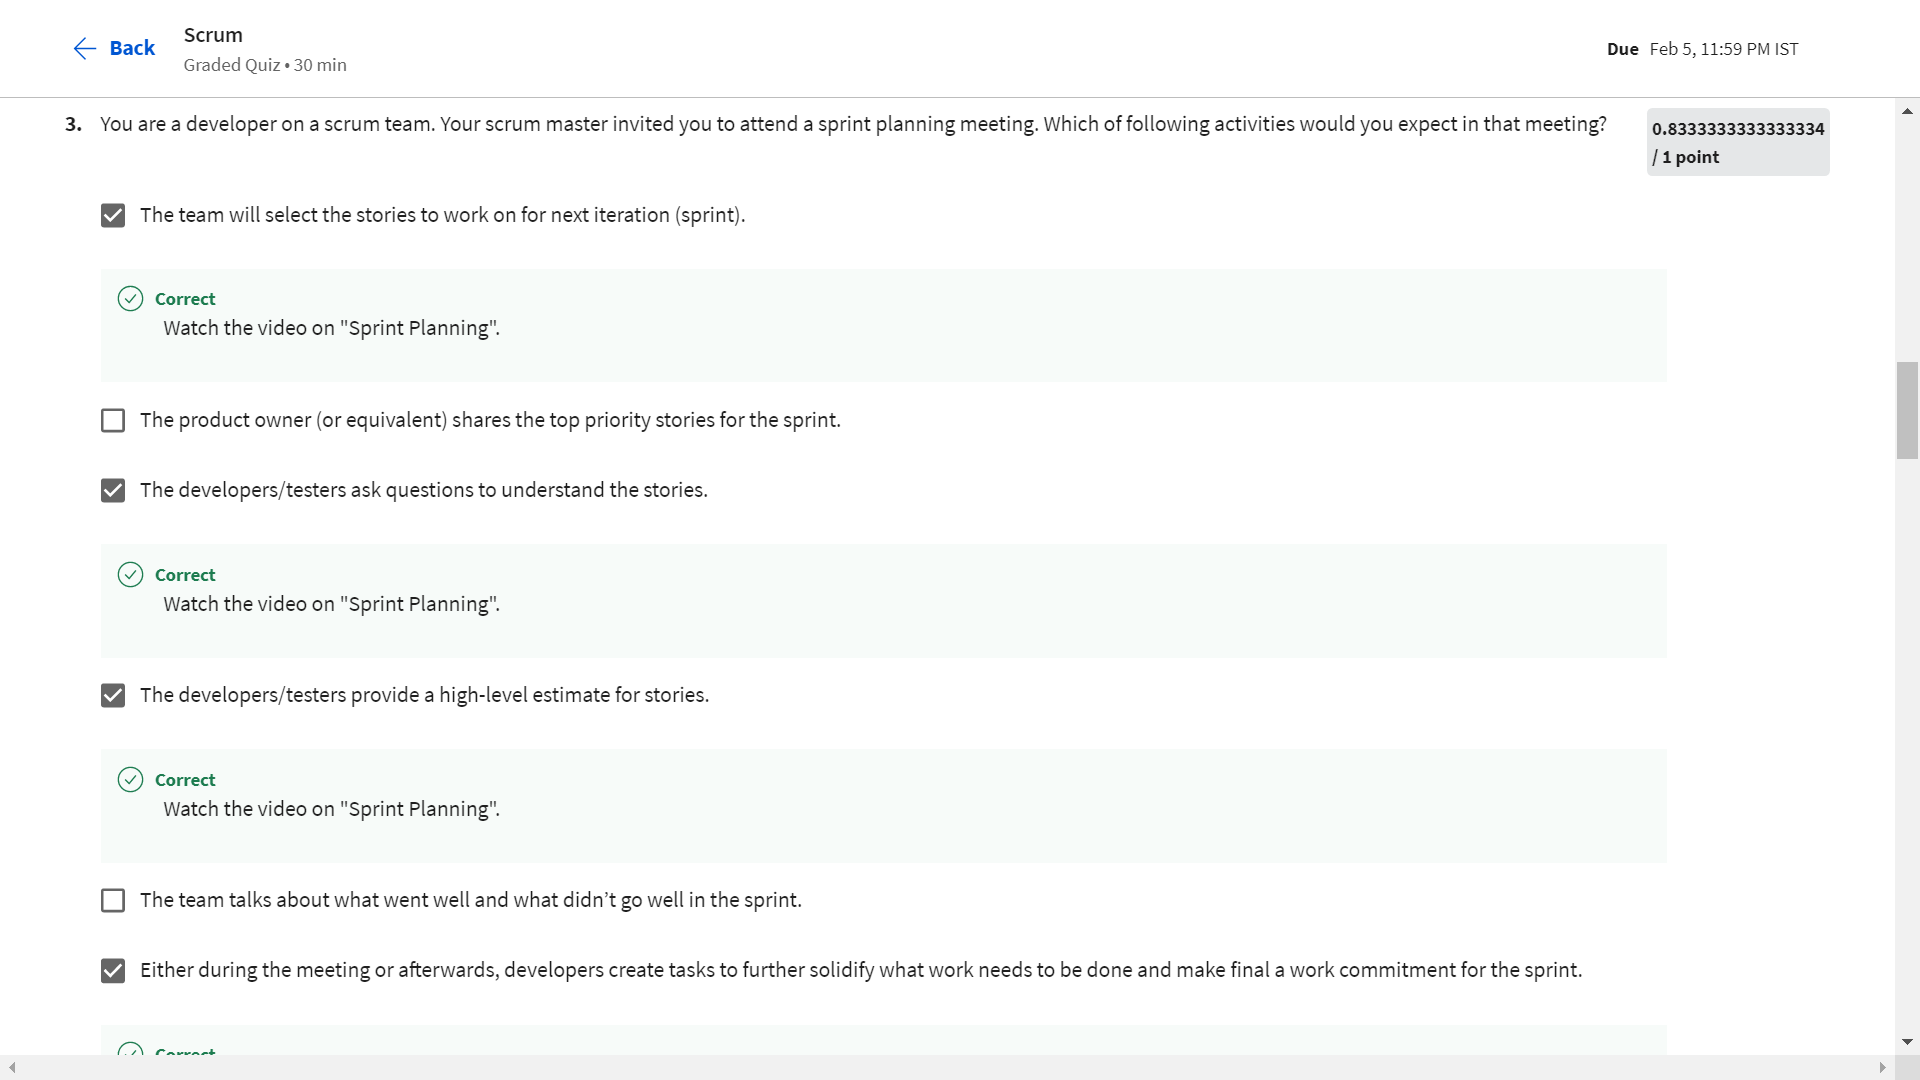 Back
Scrum
Graded Quiz • 30 min
Due Feb 5, 11:59 PM IST
3. You are a developer on a scrum team. Your scrum master invited you to attend a sprint planning meeting. Which of following activities would you expect in that meeting?
0.8333333333333334
/ 1 point
The team will select the stories to work on for next iteration (sprint).
Correct
Watch the video on "Sprint Planning".
The product owner (or equivalent) shares the top priority stories for the sprint.
The developers/testers ask questions to understand the stories.
Correct
Watch the video on "Sprint Planning".
The developers/testers provide a high-level estimate for stories.
Correct
Watch the video on "Sprint Planning".
The team talks about what went well and what didn’t go well in the sprint.
Either during the meeting or afterwards, developers create tasks to further solidify what work needs to be done and make final a work commitment for the sprint.
Correct